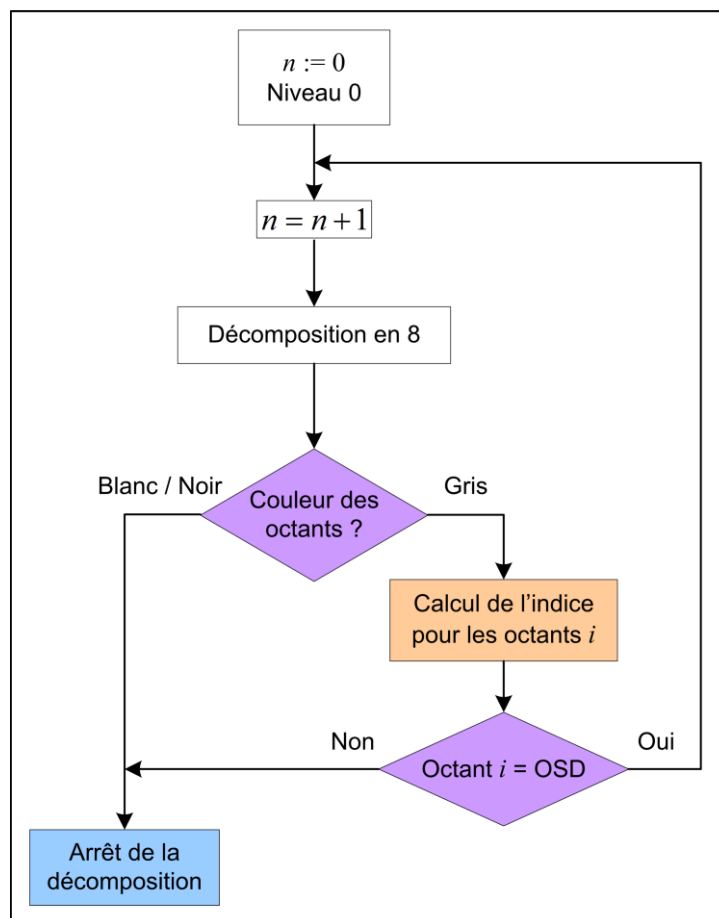 n := 0
Niveau 0
n = n + 1
Décomposition en 8
Blanc / Noir
Couleur des
octants ?
Gris
Calcul de l'indice
pour les octants i
Non
Octant i = OSD
Oui
Arrêt de la
décomposition